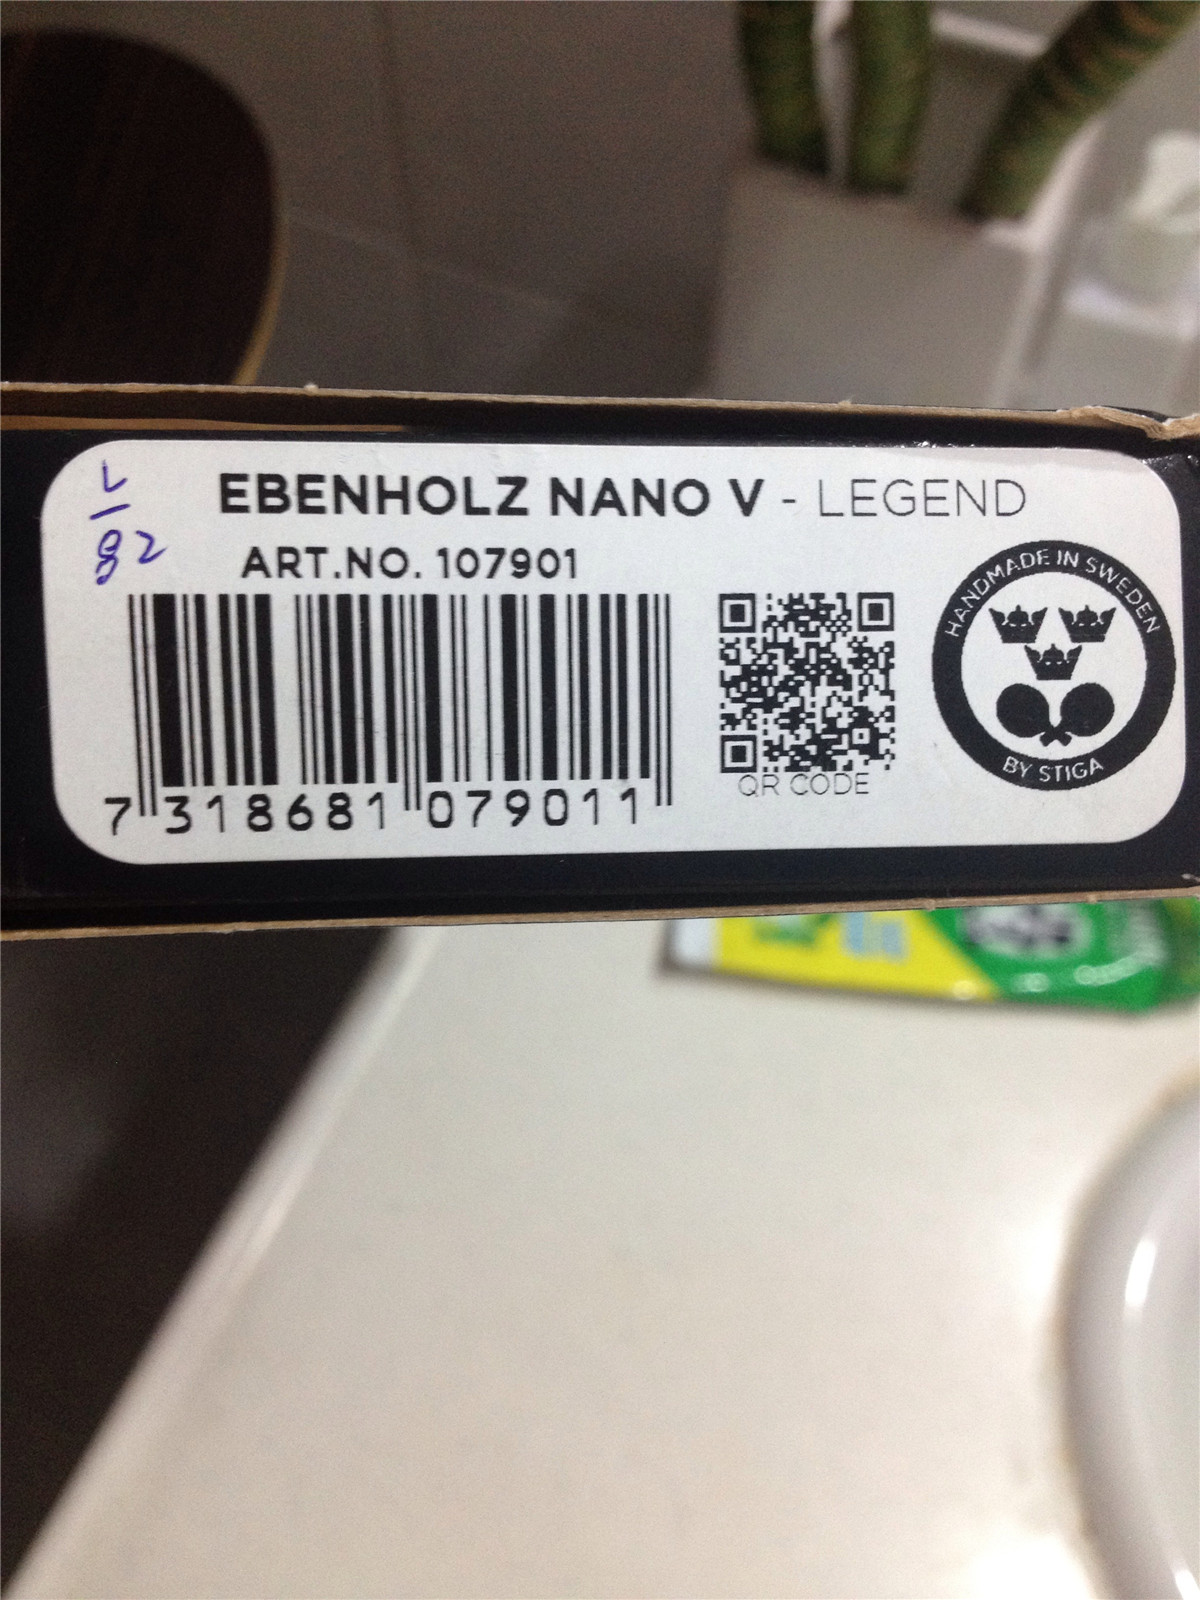 L
82
EBENHOLZ NANO V - LEGEND
ART.NO. 107901
7 318681 079011
QR CODE
HANDMADE IN SWEDEN
BY STIGA